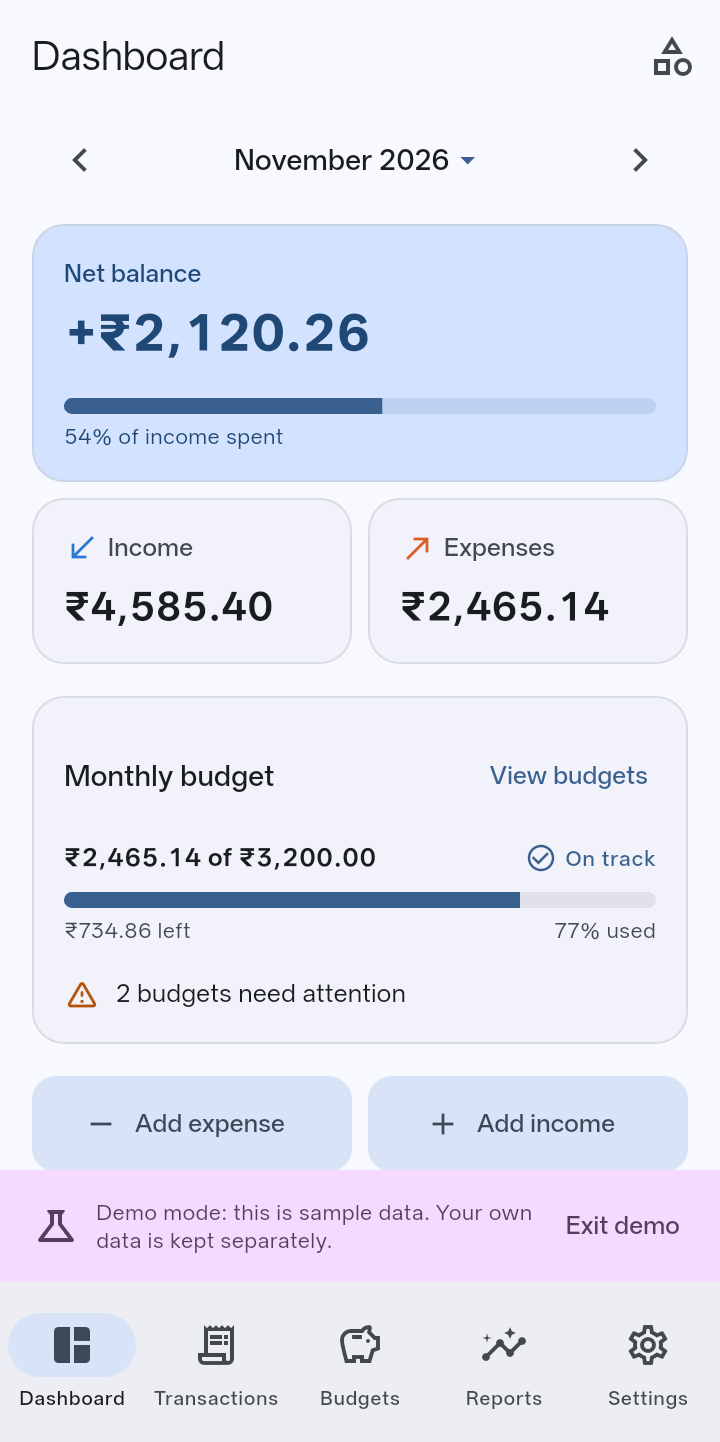 Dashboard
November 2026
Net balance
+₹2,120.26
54% of income spent
Income
₹4,585.40
Expenses
₹2,465.14
Monthly budget
View budgets
₹2,465.14 of ₹3,200.00
On track
₹734.86 left
77% used
2 budgets need attention
Add expense
Add income
Demo mode: this is sample data. Your own
data is kept separately.
Exit demo
Dashboard
Transactions
Budgets
Reports
Settings